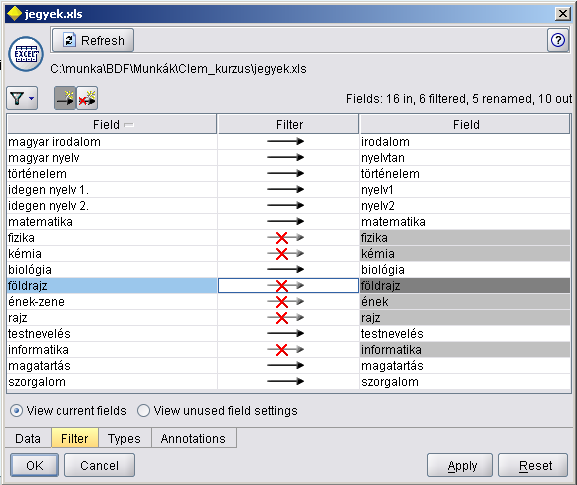 jegyek.xls
EXCEL
Refresh
C:\munka\BDF\Munkák\Clem_kurzus\jegyek.xls
Fields: 16 in, 6 filtered, 5 renamed, 10 out
Field Filter Field
magyar irodalom irodalom
magyar nyelv nyelvtan
történelem történelem
idegen nyelv 1. nyelv1
idegen nyelv 2. nyelv2
matematika matematika
fizika fizika
kémia kémia
biológia biológia
földrajz földrajz
ének-zene ének
rajz rajz
testnevelés testnevelés
informatika informatika
magatartás magatartás
szorgalom szorgalom
View current fields View unused field settings
Data Filter Types Annotations
OK Cancel Apply Reset